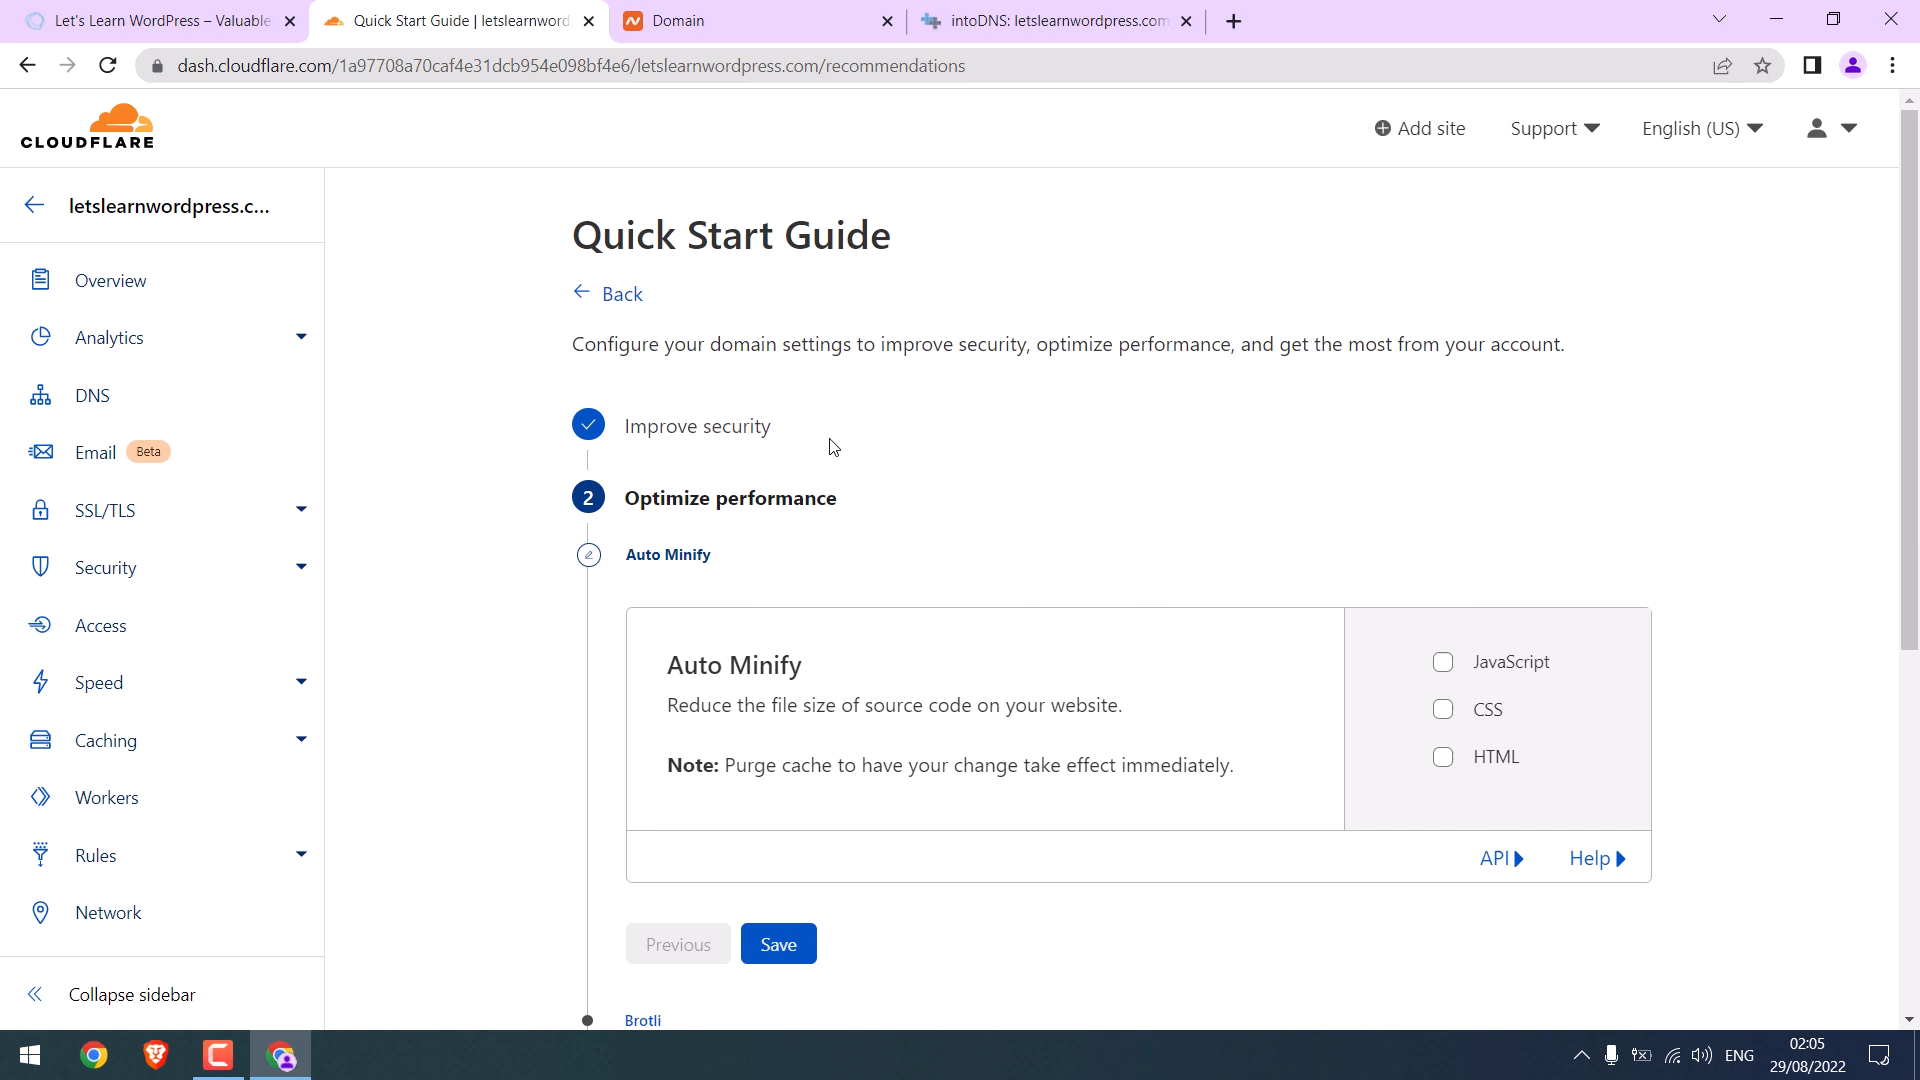 Let's Learn WordPress – Valuable
Quick Start Guide | letslearnword
Domain
intoDNS: letslearnwordpress.com
dash.cloudflare.com/1a97708a70caf4e31dcb954e098bf4e6/letslearnwordpress.com/recommendations
CLOUDFLARE
Add site
Support
English (US)
letslearnwordpress.c...
Overview
Analytics
DNS
Email Beta
SSL/TLS
Security
Access
Speed
Caching
Workers
Rules
Network
Collapse sidebar
Quick Start Guide
Back
Configure your domain settings to improve security, optimize performance, and get the most from your account.
Improve security
2 Optimize performance
Auto Minify
Auto Minify
Reduce the file size of source code on your website.
Note: Purge cache to have your change take effect immediately.
JavaScript
CSS
HTML
API
Help
Previous
Save
Brotli
ENG
02:05
29/08/2022